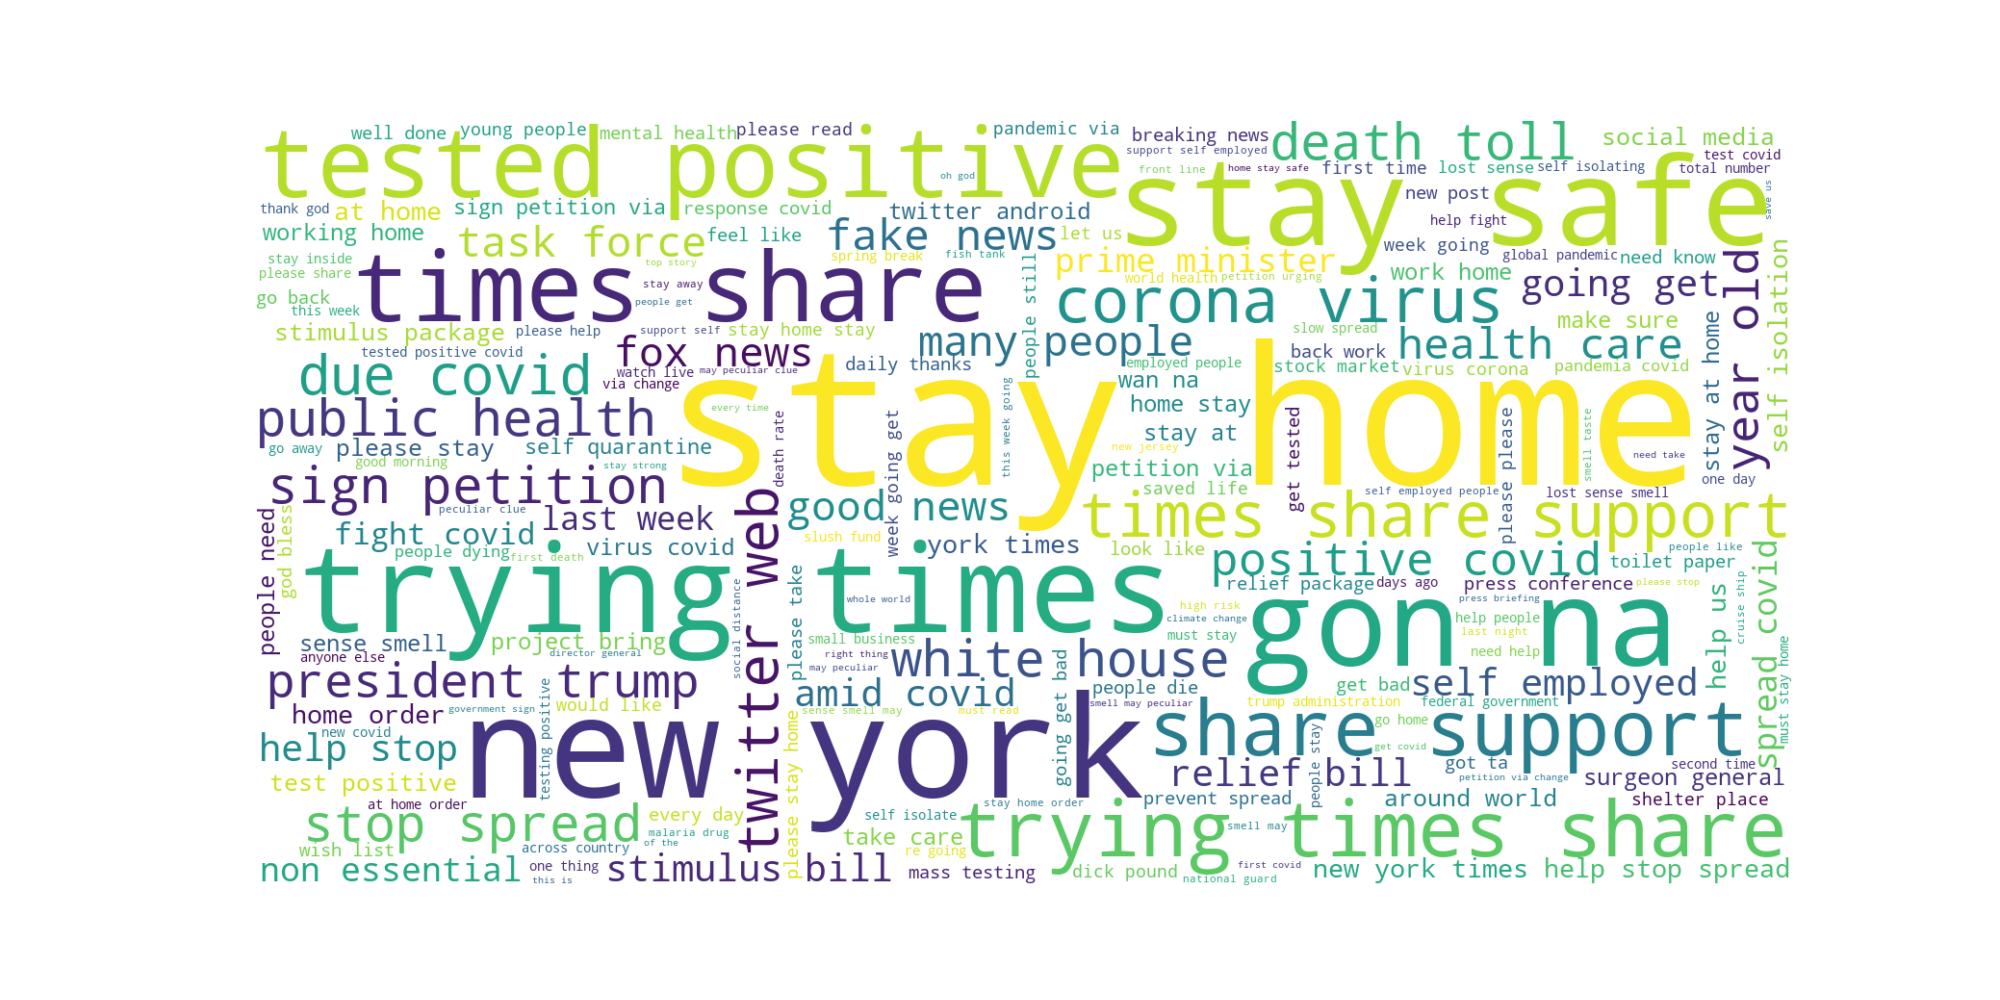 well done
young people
mental health
please read
pandemic via
breaking news
death toll
social media
tested positive
support self employed
test covid
oh god
front line
home stay safe
first time
lost sense
self isolating
total number
stay safe
save us
thank god
at home
sign petition via
response covid
twitter android
new post
help fight
working home
task force
feel like
fake news
let us
week going
global pandemic
need know
stay inside
please share
times share
top story
stay away
people get
spring break
fish tank
people still
prime minister
world health
petition urging
work home
going get
year old
self isolation
go back
this week
corona virus
stimulus package
please help
support self
stay home stay
many people
slow spread
make sure
tested positive covid
fox news
watch live
may peculiar clue
via change
daily thanks
employed people
back work
health care
stock market
virus corona
pandemia covid
stay at home
due covid
wan na
public health
every time
stay home
home stay
this week going
get tested
please please
smell taste
go away
please stay
self quarantine
death rate
week going get
stay at
new jersey
good morning
stay strong
petition via
need take
one day
sign petition
saved life
self employed people
lost sense smell
peculiar clue
last week
twitter web
good news
times share support
people need
god bless
fight covid
slush fund
york times
look like
people dying
first death
virus covid
positive covid
people like
toilet paper
spread covid
trying times
please take
whole world
relief package
days ago
press conference
please stop
press briefing
high risk
climate change
gon na
help people
last night
help us
cruise ship
sense smell
project bring
social distance
small business
must stay
need help
anyone else
director general
right thing
may peculiar
white house
president trump
going get bad
people die
get bad
self employed
must stay home
smell may peculiar
trump administration
federal government
home order
government sign
would like
amid covid
sense smell may
must read
share support
go home
new covid
help stop
testing positive
new york
get covid
people stay
got ta
second time
test positive
please stay home
relief bill
petition via change
surgeon general
at home order
stay home order
prevent spread
around world
shelter place
stop spread
every day
self isolate
malaria drug
of the
take care
trying times share
smell may
wish list
across country
re going
non essential
one thing
this is
stimulus bill
mass testing
dick pound
first covid
national guard
new york times
help stop spread